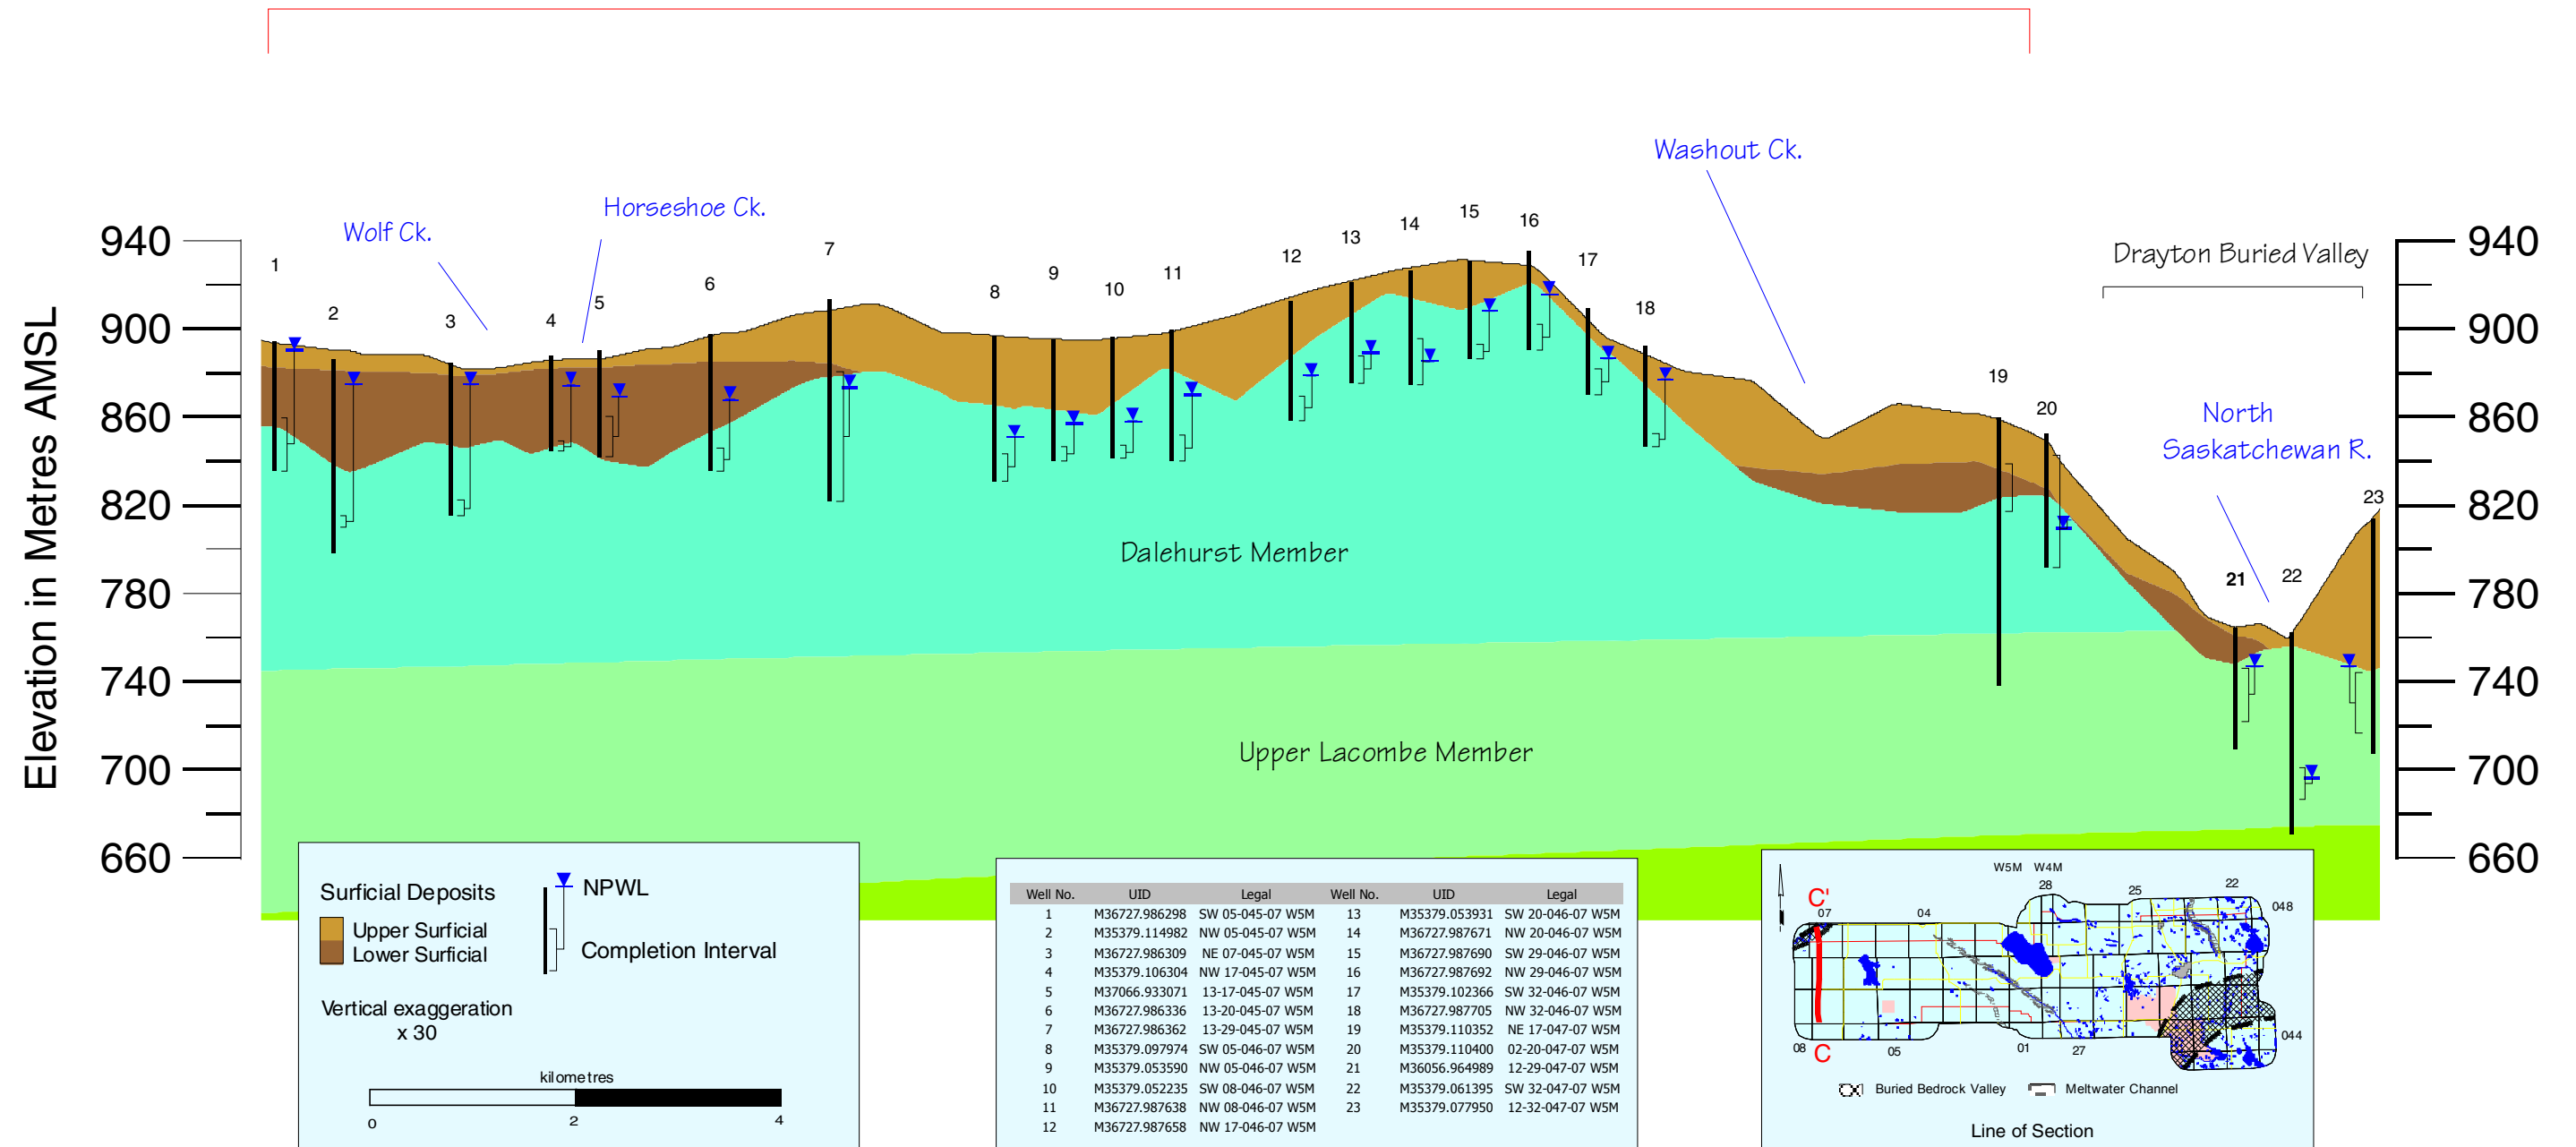 Washout Ck.
Horseshoe Ck.
Wolf Ck.
Drayton Buried Valley
North
Saskatchewan R.
Elevation in Metres AMSL
940
900
860
820
780
740
700
660
940
900
860
820
780
740
700
660
1
2
3
4
5
6
7
8
9
10
11
12
13
14
15
16
17
18
19
20
21
22
23
Dalehurst Member
Upper Lacombe Member
Surficial Deposits
Upper Surficial
Lower Surficial
NPWL
Completion Interval
Vertical exaggeration
x 30
kilometres
0 2 4
Well No. UID Legal Well No. UID Legal
1 M36727.986298 SW 05-045-07 W5M 13 M35379.053931 SW 20-046-07 W5M
2 M35379.114982 NW 05-045-07 W5M 14 M36727.987671 NW 20-046-07 W5M
3 M36727.986309 NE 07-045-07 W5M 15 M36727.987690 SW 29-046-07 W5M
4 M35379.106304 NW 17-045-07 W5M 16 M36727.987692 NW 29-046-07 W5M
5 M37066.933071 13-17-045-07 W5M 17 M35379.102366 SW 32-046-07 W5M
6 M36727.986336 13-20-045-07 W5M 18 M36727.987705 NW 32-046-07 W5M
7 M36727.986362 13-29-045-07 W5M 19 M35379.110352 NE 17-047-07 W5M
8 M35379.097974 SW 05-046-07 W5M 20 M35379.110400 02-20-047-07 W5M
9 M35379.053590 NW 05-046-07 W5M 21 M36056.964989 12-29-047-07 W5M
10 M35379.052235 SW 08-046-07 W5M 22 M35379.061395 SW 32-047-07 W5M
11 M36727.987638 NW 08-046-07 W5M 23 M35379.077950 12-32-047-07 W5M
12 M36727.987658 NW 17-046-07 W5M
W5M W4M
28 25 22
C'
07 04 048
044
08 C 05 01 27
Buried Bedrock Valley Meltwater Channel
Line of Section